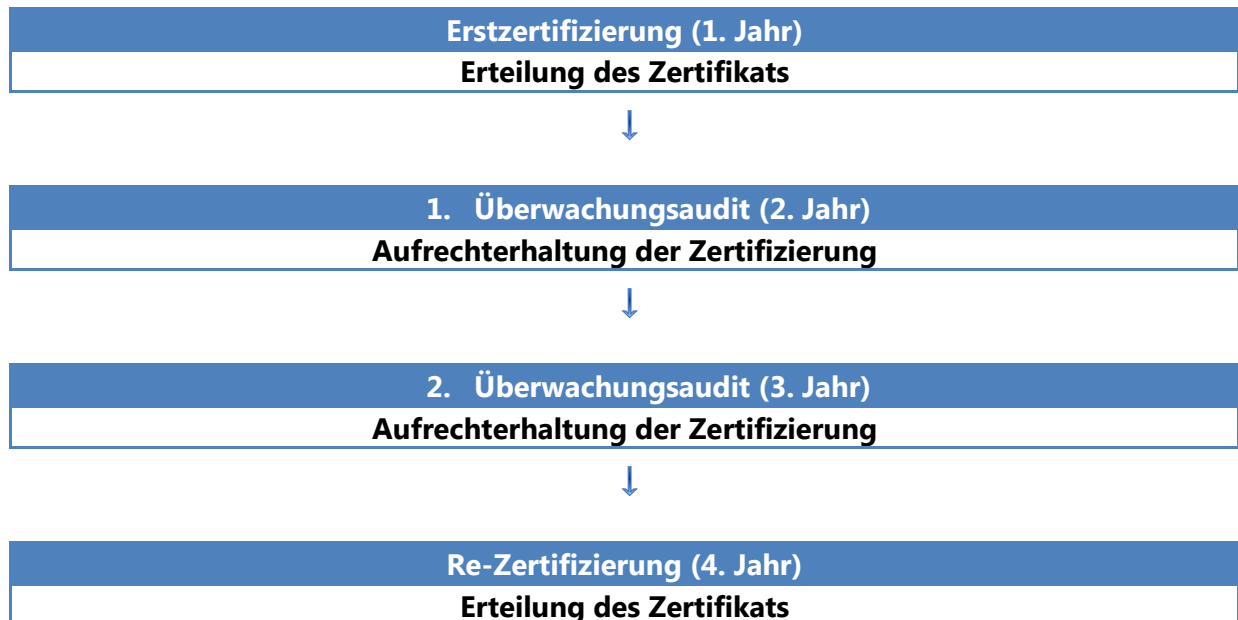 Erstzertifizierung (1. Jahr)
Erteilung des Zertifikats
↓
1. Überwachungsaudit (2. Jahr)
Aufrechterhaltung der Zertifizierung
↓
2. Überwachungsaudit (3. Jahr)
Aufrechterhaltung der Zertifizierung
↓
Re-Zertifizierung (4. Jahr)
Erteilung des Zertifikats